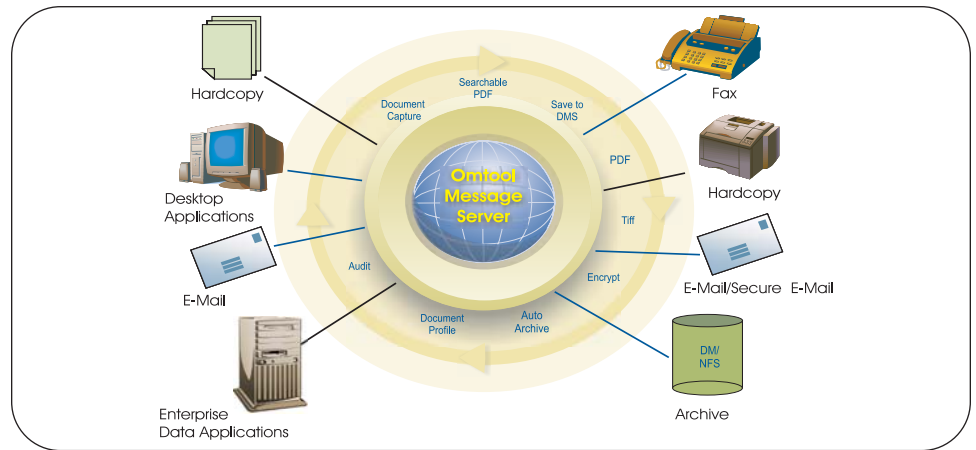 Hardcopy
Desktop
Applications
E-Mail
Enterprise
Data Applications
Document
Capture
Searchable
PDF
Save to
DMS
PDF
Tiff
Encrypt
Auto
Archive
Document
Profile
Audit
Omtool
Message
Server
Fax
Hardcopy
E-Mail/Secure E-Mail
DM/
NFS
Archive